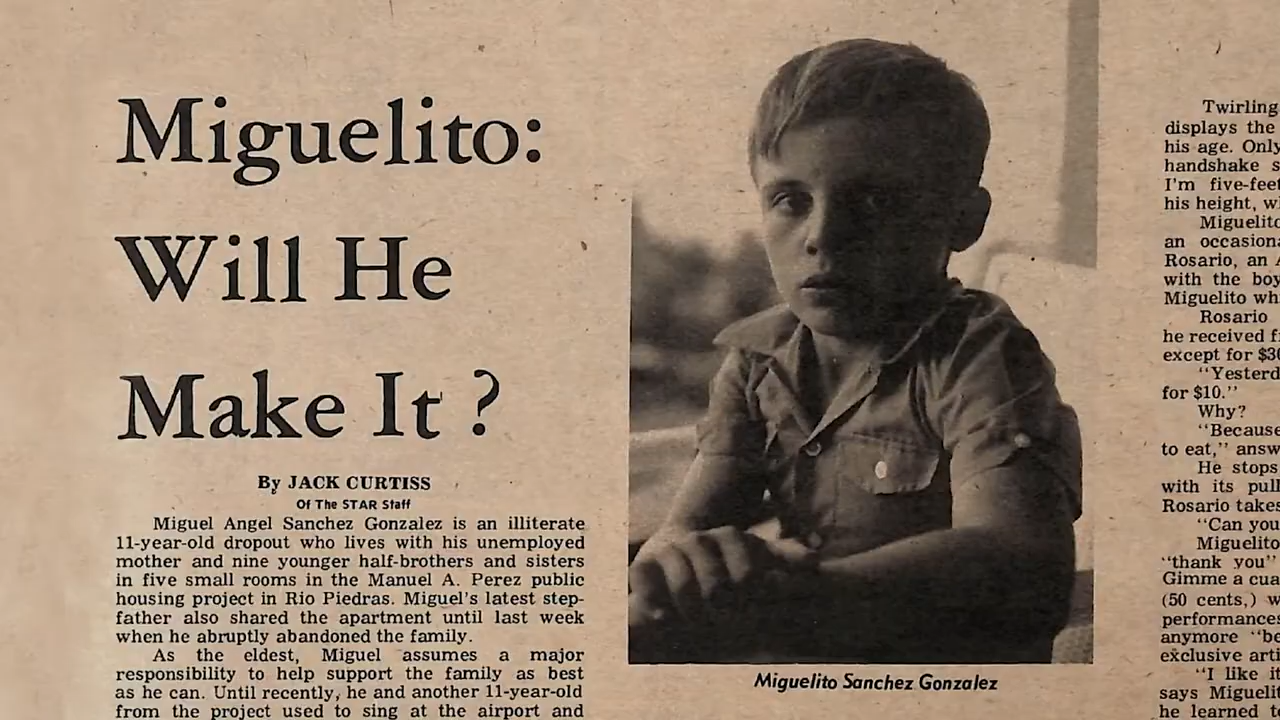 Miguelito:
Will He
Make It ?
By JACK CURTISS
Of The STAR Staff
Miguel Angel Sanchez Gonzalez is an illiterate
11-year-old dropout who lives with his unemployed
mother and nine younger half-brothers and sisters
in five small rooms in the Manuel A. Perez public
housing project in Rio Piedras. Miguel's latest step-
father also shared the apartment until last week
when he abruptly abandoned the family.
As the eldest, Miguel assumes a major
responsibility to help support the family as best
as he can. Until recently, he and another 11-year-old
from the project used to sing at the airport and
Miguelito Sanchez Gonzalez
Twirling
displays the
his age. Only
handshake
I'm five-feet
his height,
Miguelito
an
Rosario, an
with the boy
Miguelito
Rosario
he received
except for
"Yesterd
for $10."
Why?
"Because
to eat,"
He stops
with its
Rosario takes
"Can you
Miguelito
"thank you"
Gimme a
(50 cents,)
performances
anymore
exclusive
"I like it
says
he learned